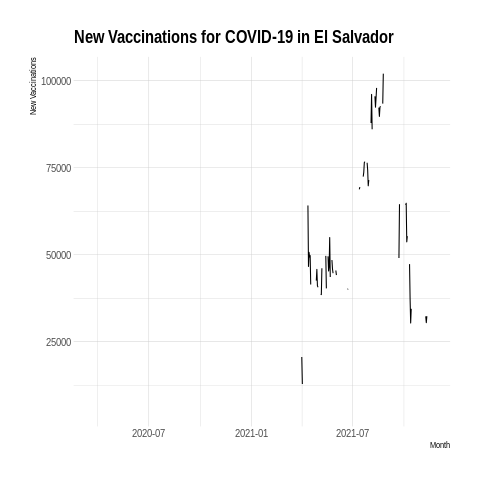 New Vaccinations for COVID-19 in El Salvador
New Vaccinations
100000
75000
50000
25000
2020-07
2021-01
2021-07
Month